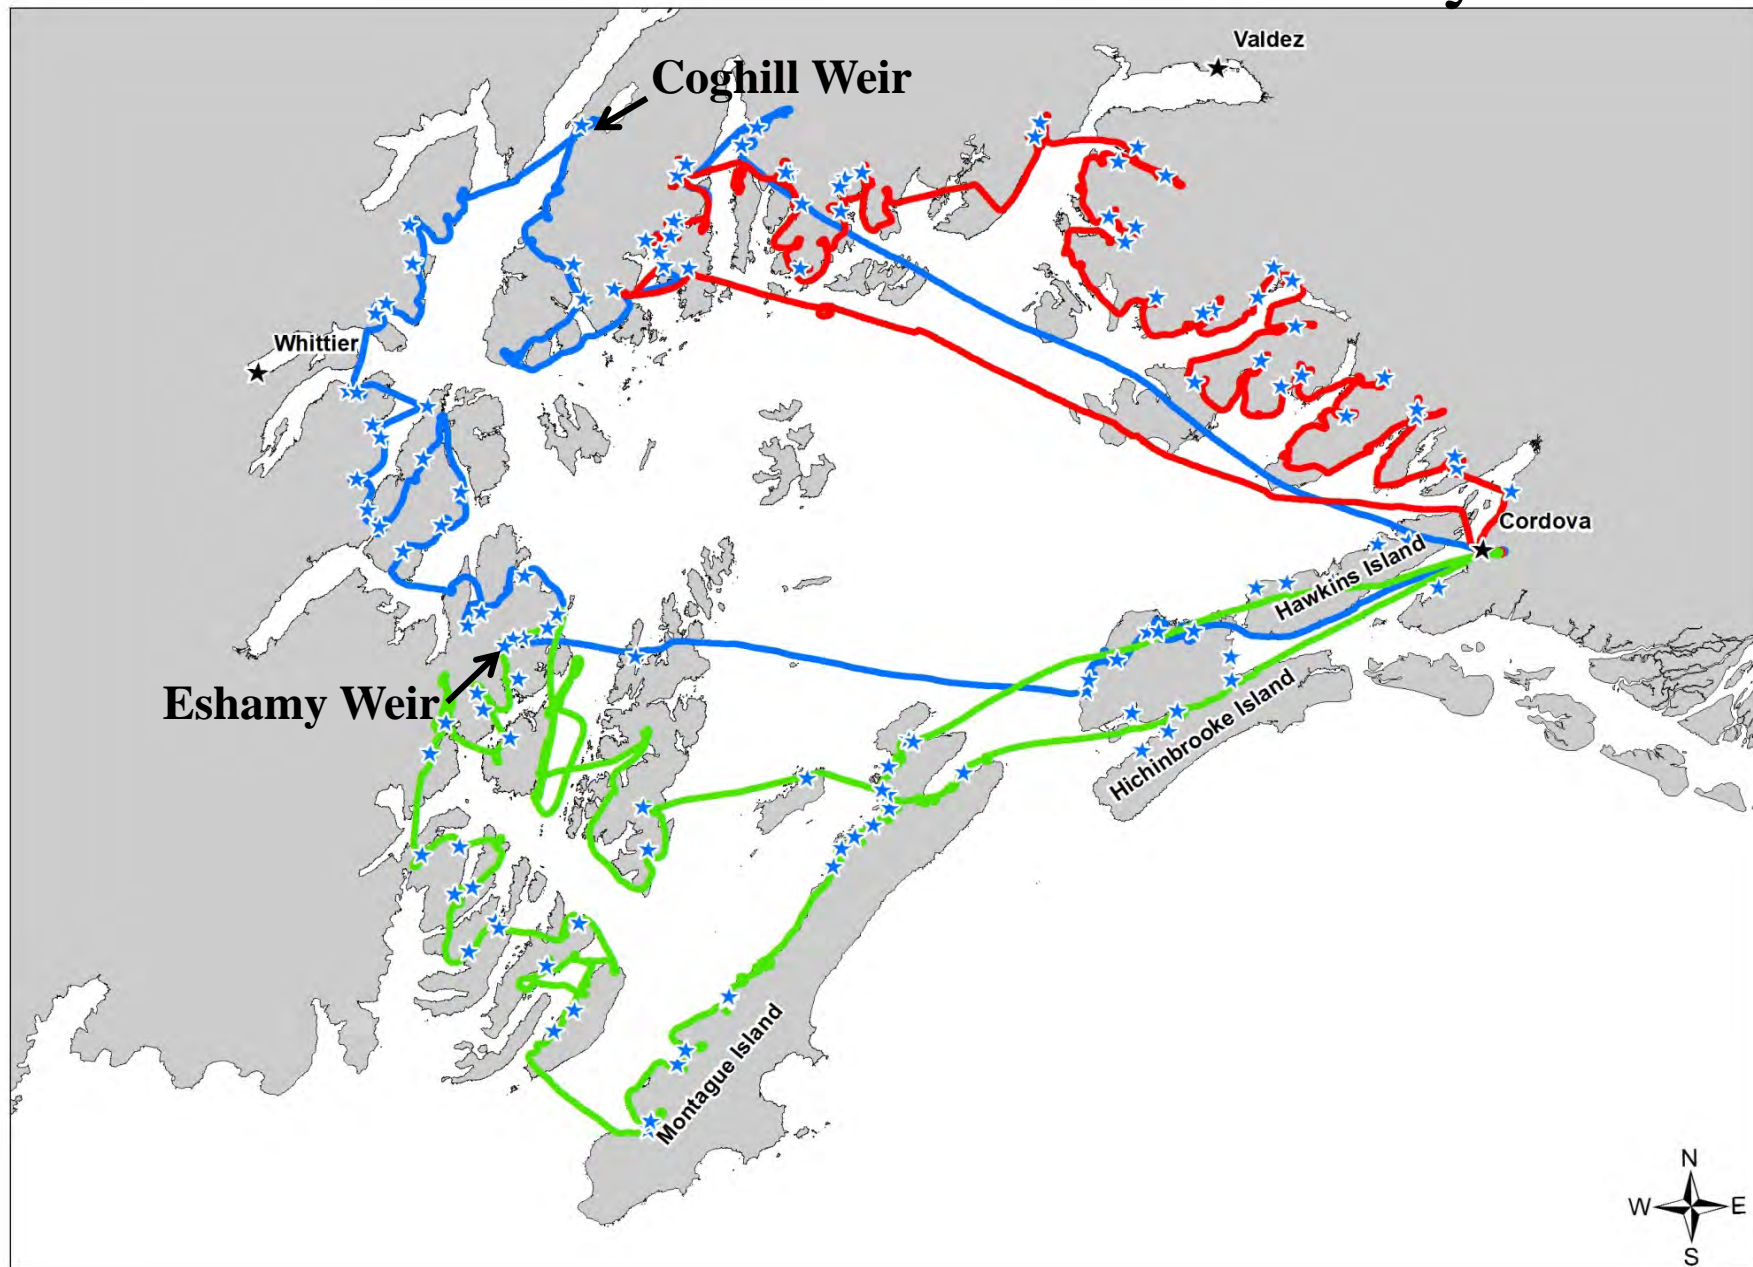 Valdez
Coghill Weir
Whittier
Cordova
Hawkins Island
Eshamy Weir
Hichinbrooke Island
Montague Island
N
W E
S